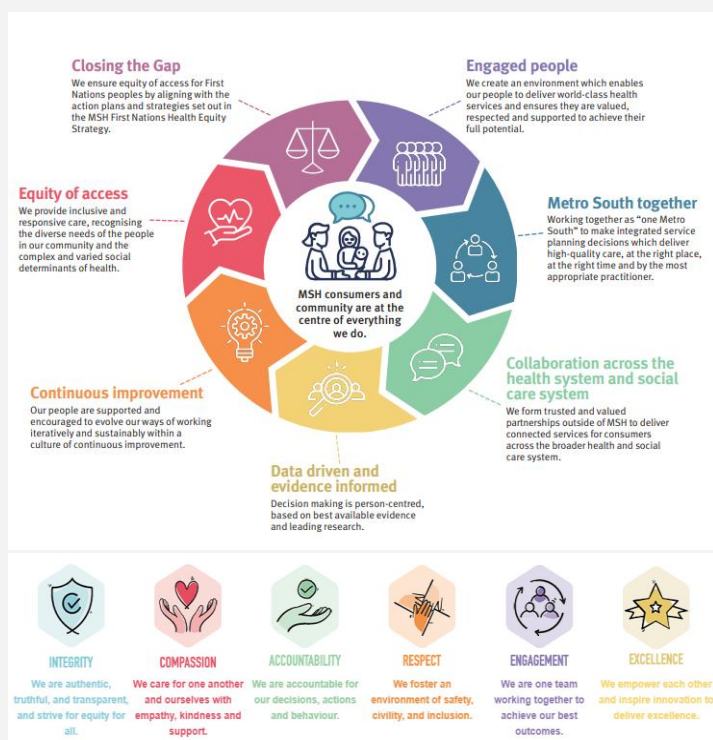 Closing the Gap
We ensure equity of access for First
Nations peoples by aligning with the
action plans and strategies set out in
the MSH First Nations Health Equity
Strategy.
Engaged people
We create an environment which enables
our people to deliver world-class health
services and ensures they are valued,
respected and supported to achieve their
full potential.
Equity of access
We provide inclusive and
responsive care, recognising
the diverse needs of the people
in our community and the
complex and varied social
determinants of health.
Metro South together
Working together as “one Metro
South” to make integrated service
planning decisions which deliver
high-quality care, at the right place,
at the right time and by the most
appropriate practitioner.
MSH consumers and
community are at the
centre of everything
we do.
Collaboration across the
health system and social
care system
We form trusted and valued
partnerships outside of MSH to deliver
connected services for consumers
across the broader health and social
care system.
Continuous improvement
Our people are supported and
encouraged to evolve our ways of working
iteratively and sustainably within a
culture of continuous improvement.
Data driven and
evidence informed
Decision making is person-centred,
based on best available evidence
and leading research.
INTEGRITY
We are authentic,
truthful, and transparent,
and strive for equity for
all.
COMPASSION
We care for one another
and ourselves with
empathy, kindness and
support.
ACCOUNTABILITY
We are accountable for
our decisions, actions
and behaviour.
RESPECT
We foster an
environment of safety,
civility, and inclusion.
ENGAGEMENT
We are one team
working together to
achieve our best
outcomes.
EXCELLENCE
We empower each other
and inspire innovation to
deliver excellence.